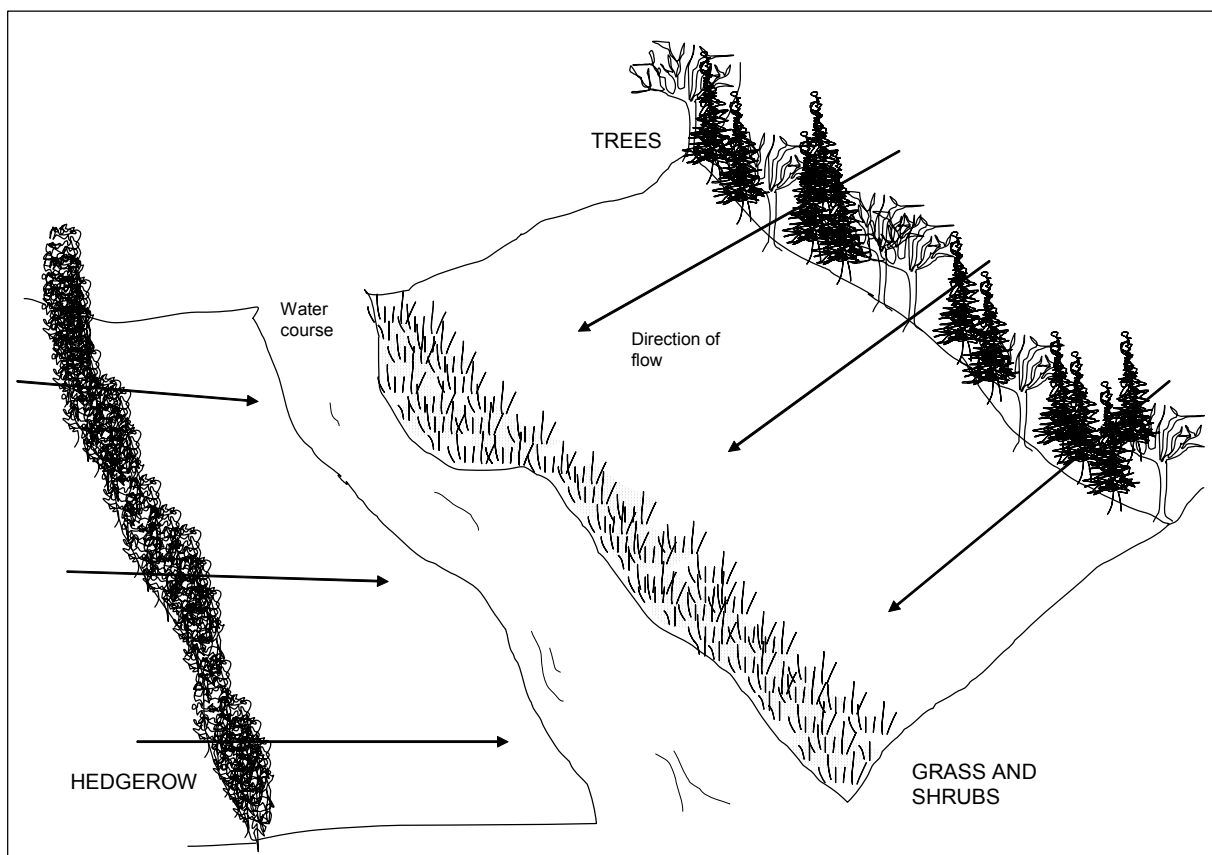 TREES
Water
course
Direction of
flow
HEDGEROW
GRASS AND
SHRUBS